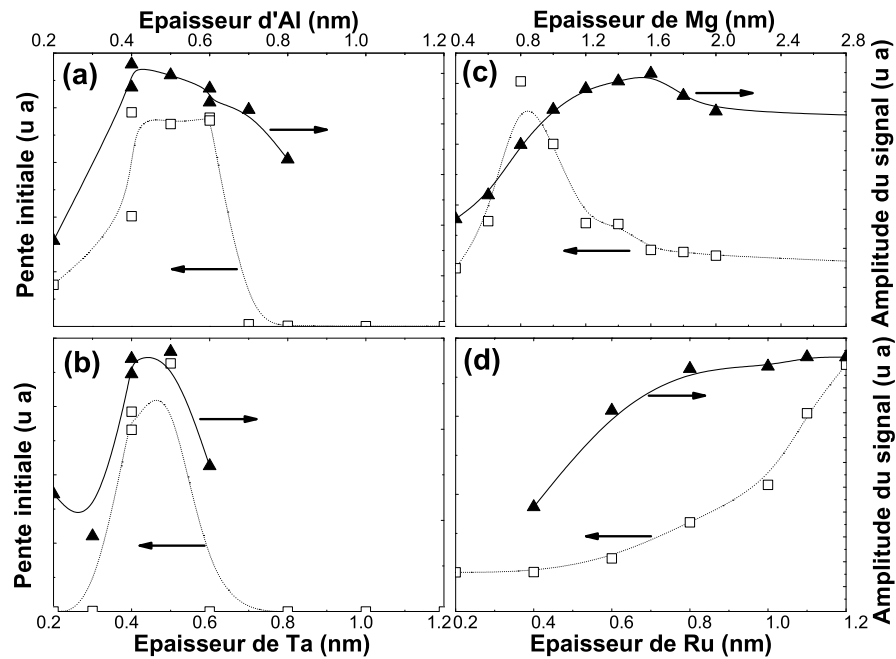 Epaisseur d'Al (nm)
0.2 0.4 0.6 0.8 1.0 1.2
Epaisseur de Mg (nm)
0.4 0.8 1.2 1.6 2.0 2.4 2.8
(a)
Pente initiale (u a)
(c)
Amplitude du signal (u a)
(b)
Pente initiale (u a)
(d)
Amplitude du signal (u a)
0.2 0.4 0.6 0.8 1.0 1.2
Epaisseur de Ta (nm)
0.4 0.6 0.8 1.0 1.2
Epaisseur de Ru (nm)